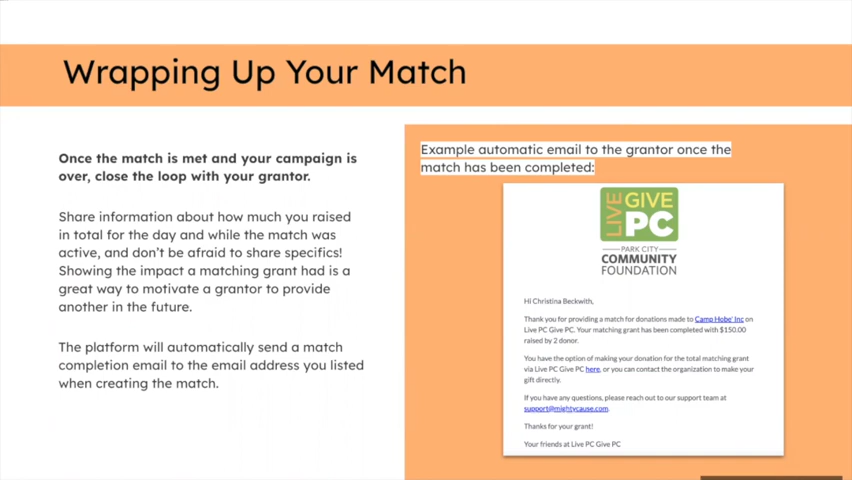 Wrapping Up Your Match
Once the match is met and your campaign is
over, close the loop with your grantor.
Share information about how much you raised
in total for the day and while the match was
active, and don't be afraid to share specifics!
Showing the impact a matching grant had is a
great way to motivate a grantor to provide
another in the future.
The platform will automatically send a match
completion email to the email address you listed
when creating the match.
Example automatic email to the grantor once the
match has been completed:
LIVE GIVE
PC
PARK CITY
COMMUNITY
FOUNDATION
Hi Christina Beckwith,
Thank you for providing a match for donations made to Camp Hobe' Inc on
Live PC Give PC. Your matching grant has been completed with $150.00
raised by 2 donor.
You have the option of making your donation for the total matching grant
via Live PC Give PC here, or you can contact the organization to make your
gift directly.
If you have any questions, please reach out to our support team at
support@mightycause.com.
Thanks for your grant!
Your friends at Live PC Give PC